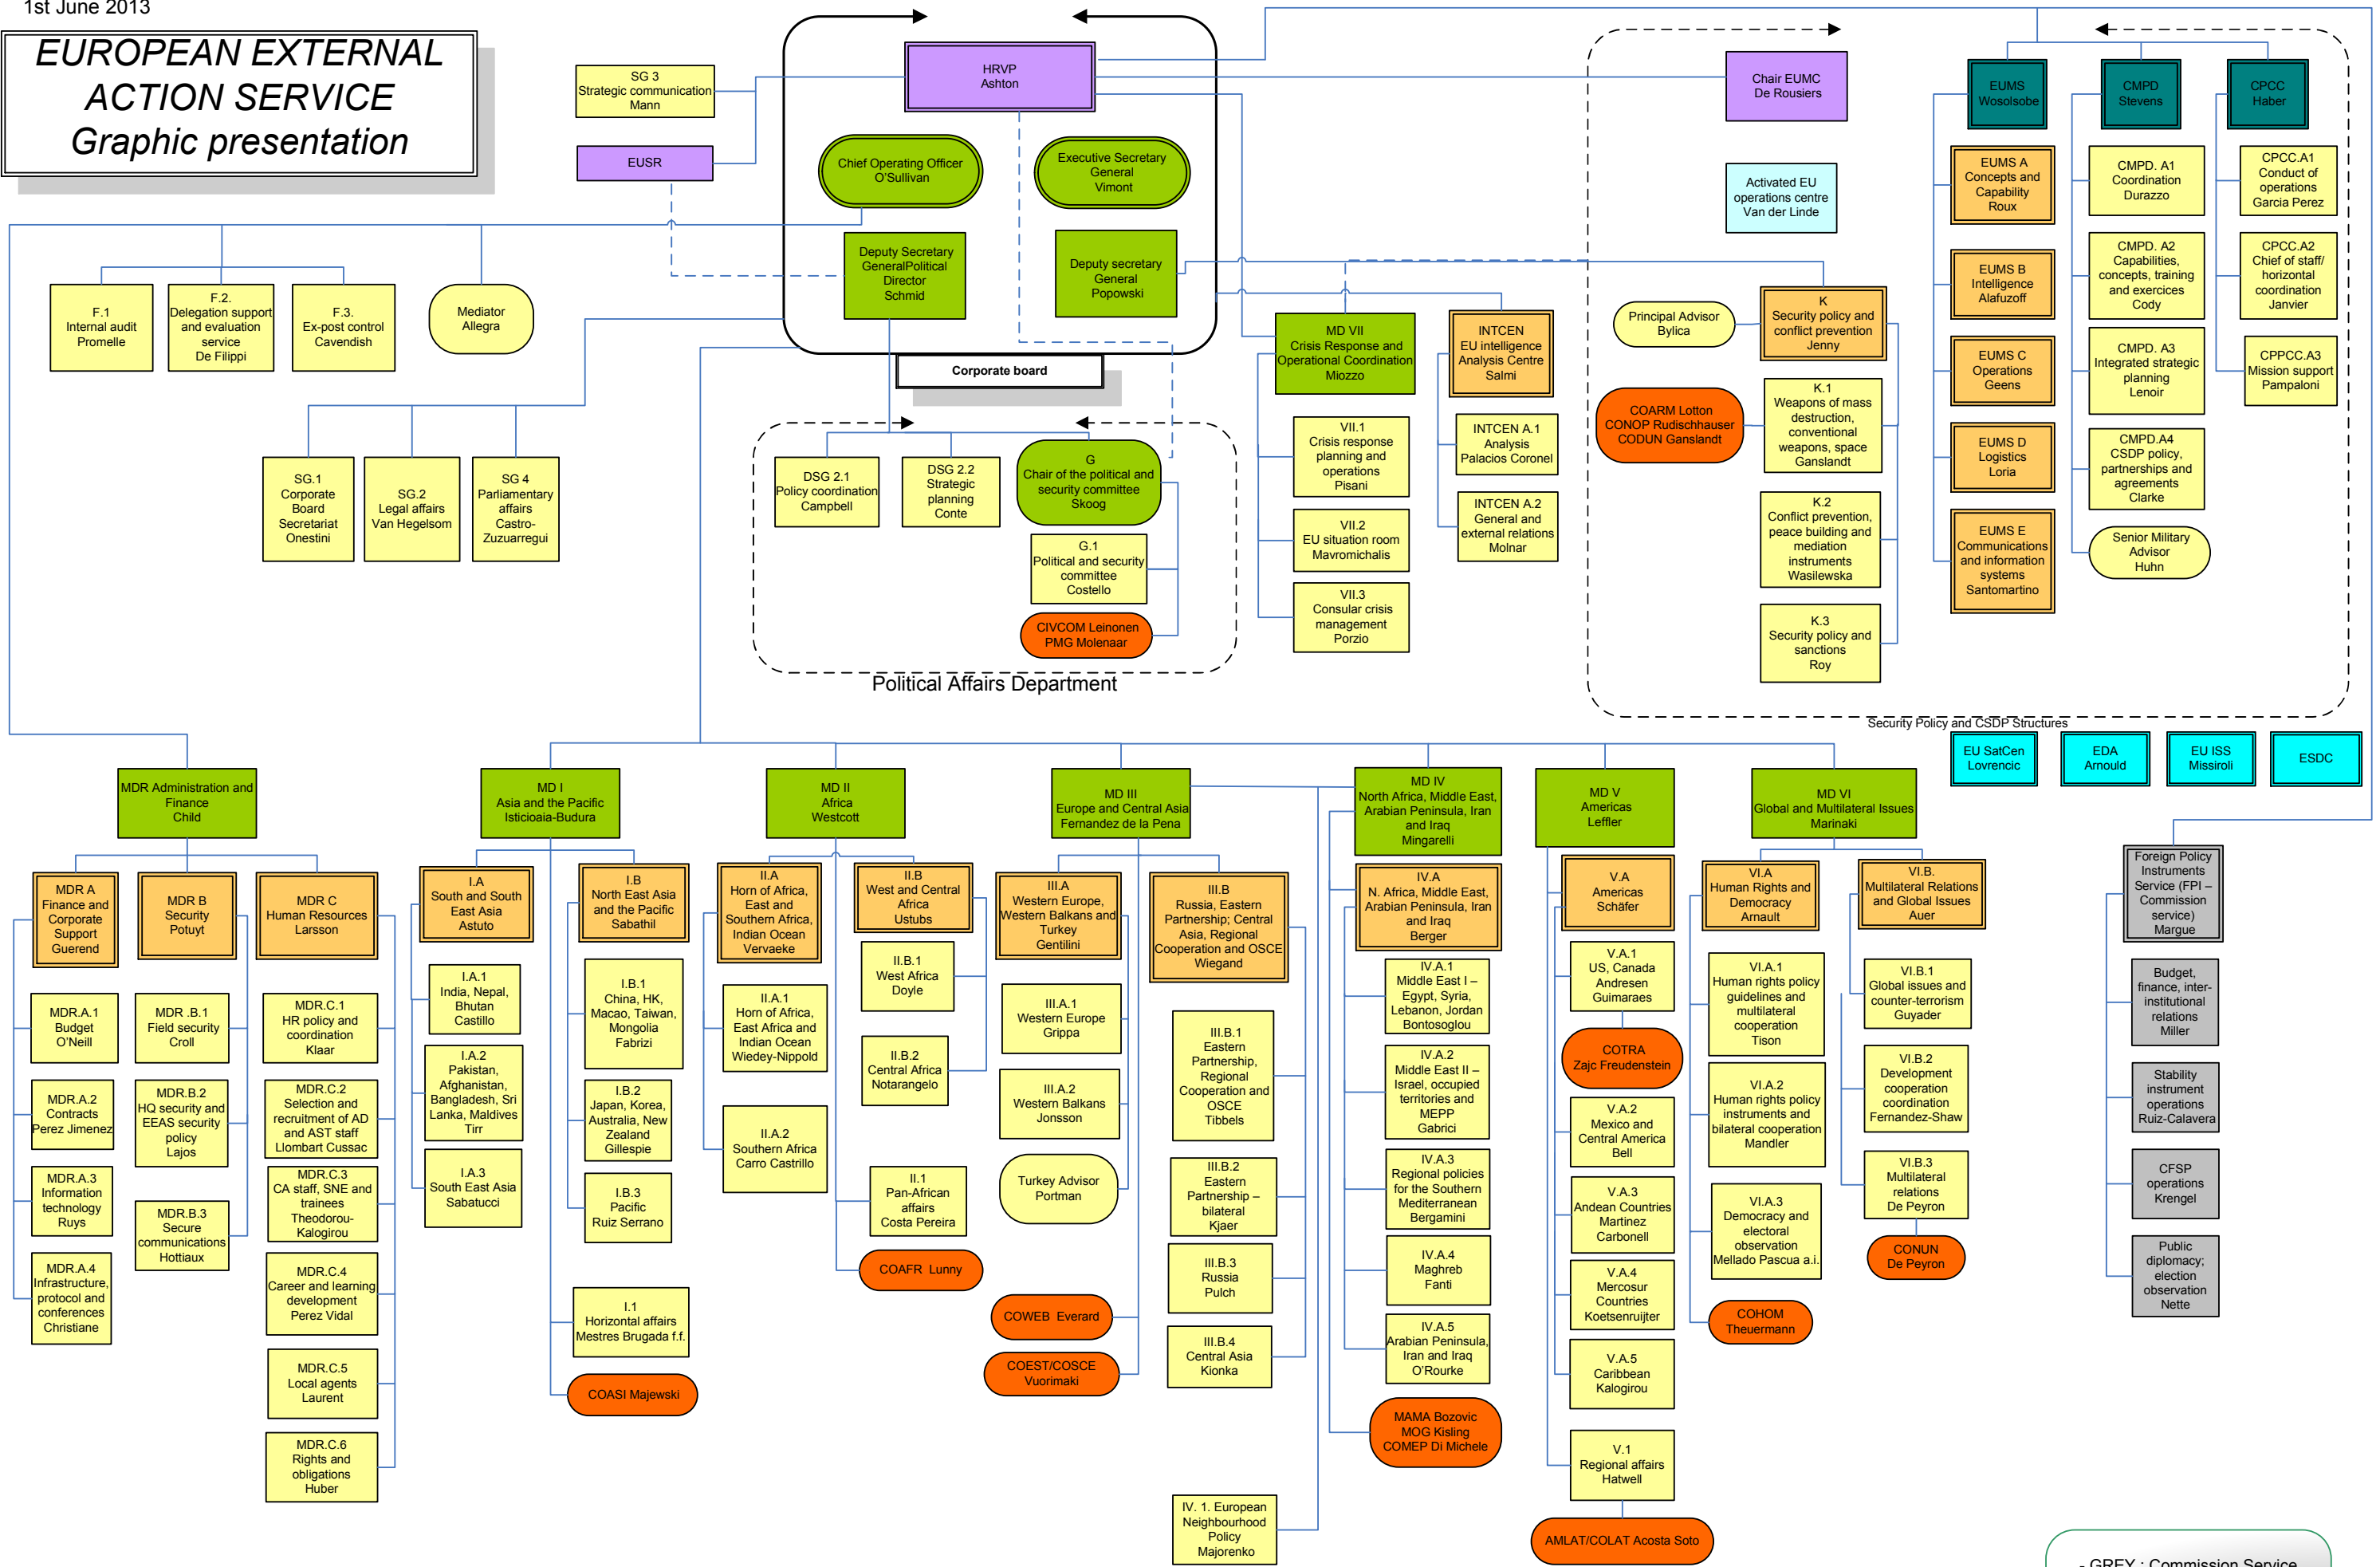 1st June 2013
EUROPEAN EXTERNAL
ACTION SERVICE
Graphic presentation
SG 3
Strategic communication
Mann
EUSR
HRVP
Ashton
Chief Operating Officer
O'Sullivan
Executive Secretary
General
Vimont
Deputy Secretary
GeneralPolitical
Director
Schmid
Deputy secretary
General
Popowski
Corporate board
Chair EUMC
De Rousiers
Activated EU
operations centre
Van der Linde
EUMS
Wosolsobe
CMPD
Stevens
CPCC
Haber
EUMS A
Concepts and
Capability
Roux
EUMS B
Intelligence
Alafuzoff
EUMS C
Operations
Geens
EUMS D
Logistics
Loria
EUMS E
Communications
and information
systems
Santomartino
CMPD. A1
Coordination
Durazzo
CMPD. A2
Capabilities,
concepts, training
and exercices
Cody
CMPD. A3
Integrated strategic
planning
Lenoir
CMPD.A4
CSDP policy,
partnerships and
agreements
Clarke
Senior Military
Advisor
Huhn
CPCC.A1
Conduct of
operations
Garcia Perez
CPCC.A2
Chief of staff/
horizontal
coordination
Janvier
CPPCC.A3
Mission support
Pampaloni
F.1
Internal audit
Promelle
F.2.
Delegation support
and evaluation
service
De Filippi
F.3.
Ex-post control
Cavendish
Mediator
Allegra
SG.1
Corporate
Board
Secretariat
Onestini
SG.2
Legal affairs
Van Hegelsom
SG 4
Parliamentary
affairs
Castro-
Zuzuarregui
DSG 2.1
Policy coordination
Campbell
DSG 2.2
Strategic
planning
Conte
G
Chair of the political and
security committee
Skoog
G.1
Political and security
committee
Costello
CIVCOM Leinonen
PMG Molenaar
Political Affairs Department
MD VII
Crisis Response and
Operational Coordination
Miozzo
VII.1
Crisis response
planning and
operations
Pisani
VII.2
EU situation room
Mavromichalis
VII.3
Consular crisis
management
Porzio
INTCEN
EU intelligence
Analysis Centre
Salmi
INTCEN A.1
Analysis
Palacios Coronel
INTCEN A.2
General and
external relations
Molnar
Principal Advisor
Bylica
K
Security policy and
conflict prevention
Jenny
COARM Lotton
CONOP Rudischhauser
CODUN Ganslandt
K.1
Weapons of mass
destruction,
conventional
weapons, space
Ganslandt
K.2
Conflict prevention,
peace building and
mediation
instruments
Wasilewska
K.3
Security policy and
sanctions
Roy
Security Policy and CSDP Structures
EU SatCen
Lovrencic
EDA
Arnould
EU ISS
Missiroli
ESDC
MDR Administration and
Finance
Child
MDR A
Finance and
Corporate
Support
Guerend
MDR B
Security
Potuyt
MDR C
Human Resources
Larsson
MDR.A.1
Budget
O'Neill
MDR.A.2
Contracts
Perez Jimenez
MDR.A.3
Information
technology
Ruys
MDR.A.4
Infrastructure,
protocol and
conferences
Christiane
MDR .B.1
Field security
Croll
MDR.B.2
HQ security and
EEAS security
policy
Lajos
MDR.B.3
Secure
communications
Hottiaux
MDR.C.1
HR policy and
coordination
Klaar
MDR.C.2
Selection and
recruitment of AD
and AST staff
Llombart Cussac
MDR.C.3
CA staff, SNE and
trainees
Theodorou-
Kalogirou
MDR.C.4
Career and learning
development
Perez Vidal
MDR.C.5
Local agents
Laurent
MDR.C.6
Rights and
obligations
Huber
MD I
Asia and the Pacific
Isticioaia-Budura
I.A
South and South
East Asia
Astuto
I.A.1
India, Nepal,
Bhutan
Castillo
I.A.2
Pakistan,
Afghanistan,
Bangladesh, Sri
Lanka, Maldives
Tirr
I.A.3
South East Asia
Sabatucci
I.B
North East Asia
and the Pacific
Sabathil
I.B.1
China, HK,
Macao, Taiwan,
Mongolia
Fabrizi
I.B.2
Japan, Korea,
Australia, New
Zealand
Gillespie
I.B.3
Pacific
Ruiz Serrano
I.1
Horizontal affairs
Mestres Brugada f.f.
COASI Majewski
MD II
Africa
Westcott
II.A
Horn of Africa,
East and
Southern Africa,
Indian Ocean
Vervaeke
II.A.1
Horn of Africa,
East Africa and
Indian Ocean
Wiedey-Nippold
II.A.2
Southern Africa
Carro Castrillo
II.B
West and Central
Africa
Ustubs
II.B.1
West Africa
Doyle
II.B.2
Central Africa
Notarangelo
II.1
Pan-African
affairs
Costa Pereira
COAFR Lunny
MD III
Europe and Central Asia
Fernandez de la Pena
III.A
Western Europe,
Western Balkans and
Turkey
Gentilini
III.A.1
Western Europe
Grippa
III.A.2
Western Balkans
Jonsson
Turkey Advisor
Portman
COWEB Everard
COEST/COSCE
Vuorimaki
III.B
Russia, Eastern
Partnership; Central
Asia, Regional
Cooperation and OSCE
Wiegand
III.B.1
Eastern
Partnership,
Regional
Cooperation and
OSCE
Tibbels
III.B.2
Eastern
Partnership –
bilateral
Kjaer
III.B.3
Russia
Pulch
III.B.4
Central Asia
Kionka
IV. 1. European
Neighbourhood
Policy
Majorenko
MD IV
North Africa, Middle East,
Arabian Peninsula, Iran
and Iraq
Mingarelli
IV.A
N. Africa, Middle East,
Arabian Peninsula, Iran
and Iraq
Berger
IV.A.1
Middle East I –
Egypt, Syria,
Lebanon, Jordan
Bontosoglou
IV.A.2
Middle East II –
Israel, occupied
territories and
MEPP
Gabrici
IV.A.3
Regional policies
for the Southern
Mediterranean
Bergamini
IV.A.4
Maghreb
Fanti
IV.A.5
Arabian Peninsula,
Iran and Iraq
O'Rourke
MAMA Bozovic
MOG Kisling
COMEP Di Michele
MD V
Americas
Leffler
V.A
Americas
Schäfer
V.A.1
US, Canada
Andresen
Guimaraes
COTRA
Zajc Freudenstein
V.A.2
Mexico and
Central America
Bell
V.A.3
Andean Countries
Martinez
Carbonell
V.A.4
Mercosur
Countries
Koetsenruijter
V.A.5
Caribbean
Kalogirou
V.1
Regional affairs
Hatwell
AMLAT/COLAT Acosta Soto
MD VI
Global and Multilateral Issues
Marinaki
VI.A
Human Rights and
Democracy
Arnault
VI.A.1
Human rights policy
guidelines and
multilateral
cooperation
Tison
VI.A.2
Human rights policy
instruments and
bilateral cooperation
Mandler
VI.A.3
Democracy and
electoral
observation
Mellado Pascua a.i.
COHOM
Theuermann
VI.B.
Multilateral Relations
and Global Issues
Auer
VI.B.1
Global issues and
counter-terrorism
Guyader
VI.B.2
Development
cooperation
coordination
Fernandez-Shaw
VI.B.3
Multilateral
relations
De Peyron
CONUN
De Peyron
Foreign Policy
Instruments
Service (FPI –
Commission
service)
Margue
Budget,
finance, inter-
institutional
relations
Miller
Stability
instrument
operations
Ruiz-Calavera
CFSP
operations
Krengel
Public
diplomacy;
election
observation
Nette
- GREY : Commission Service